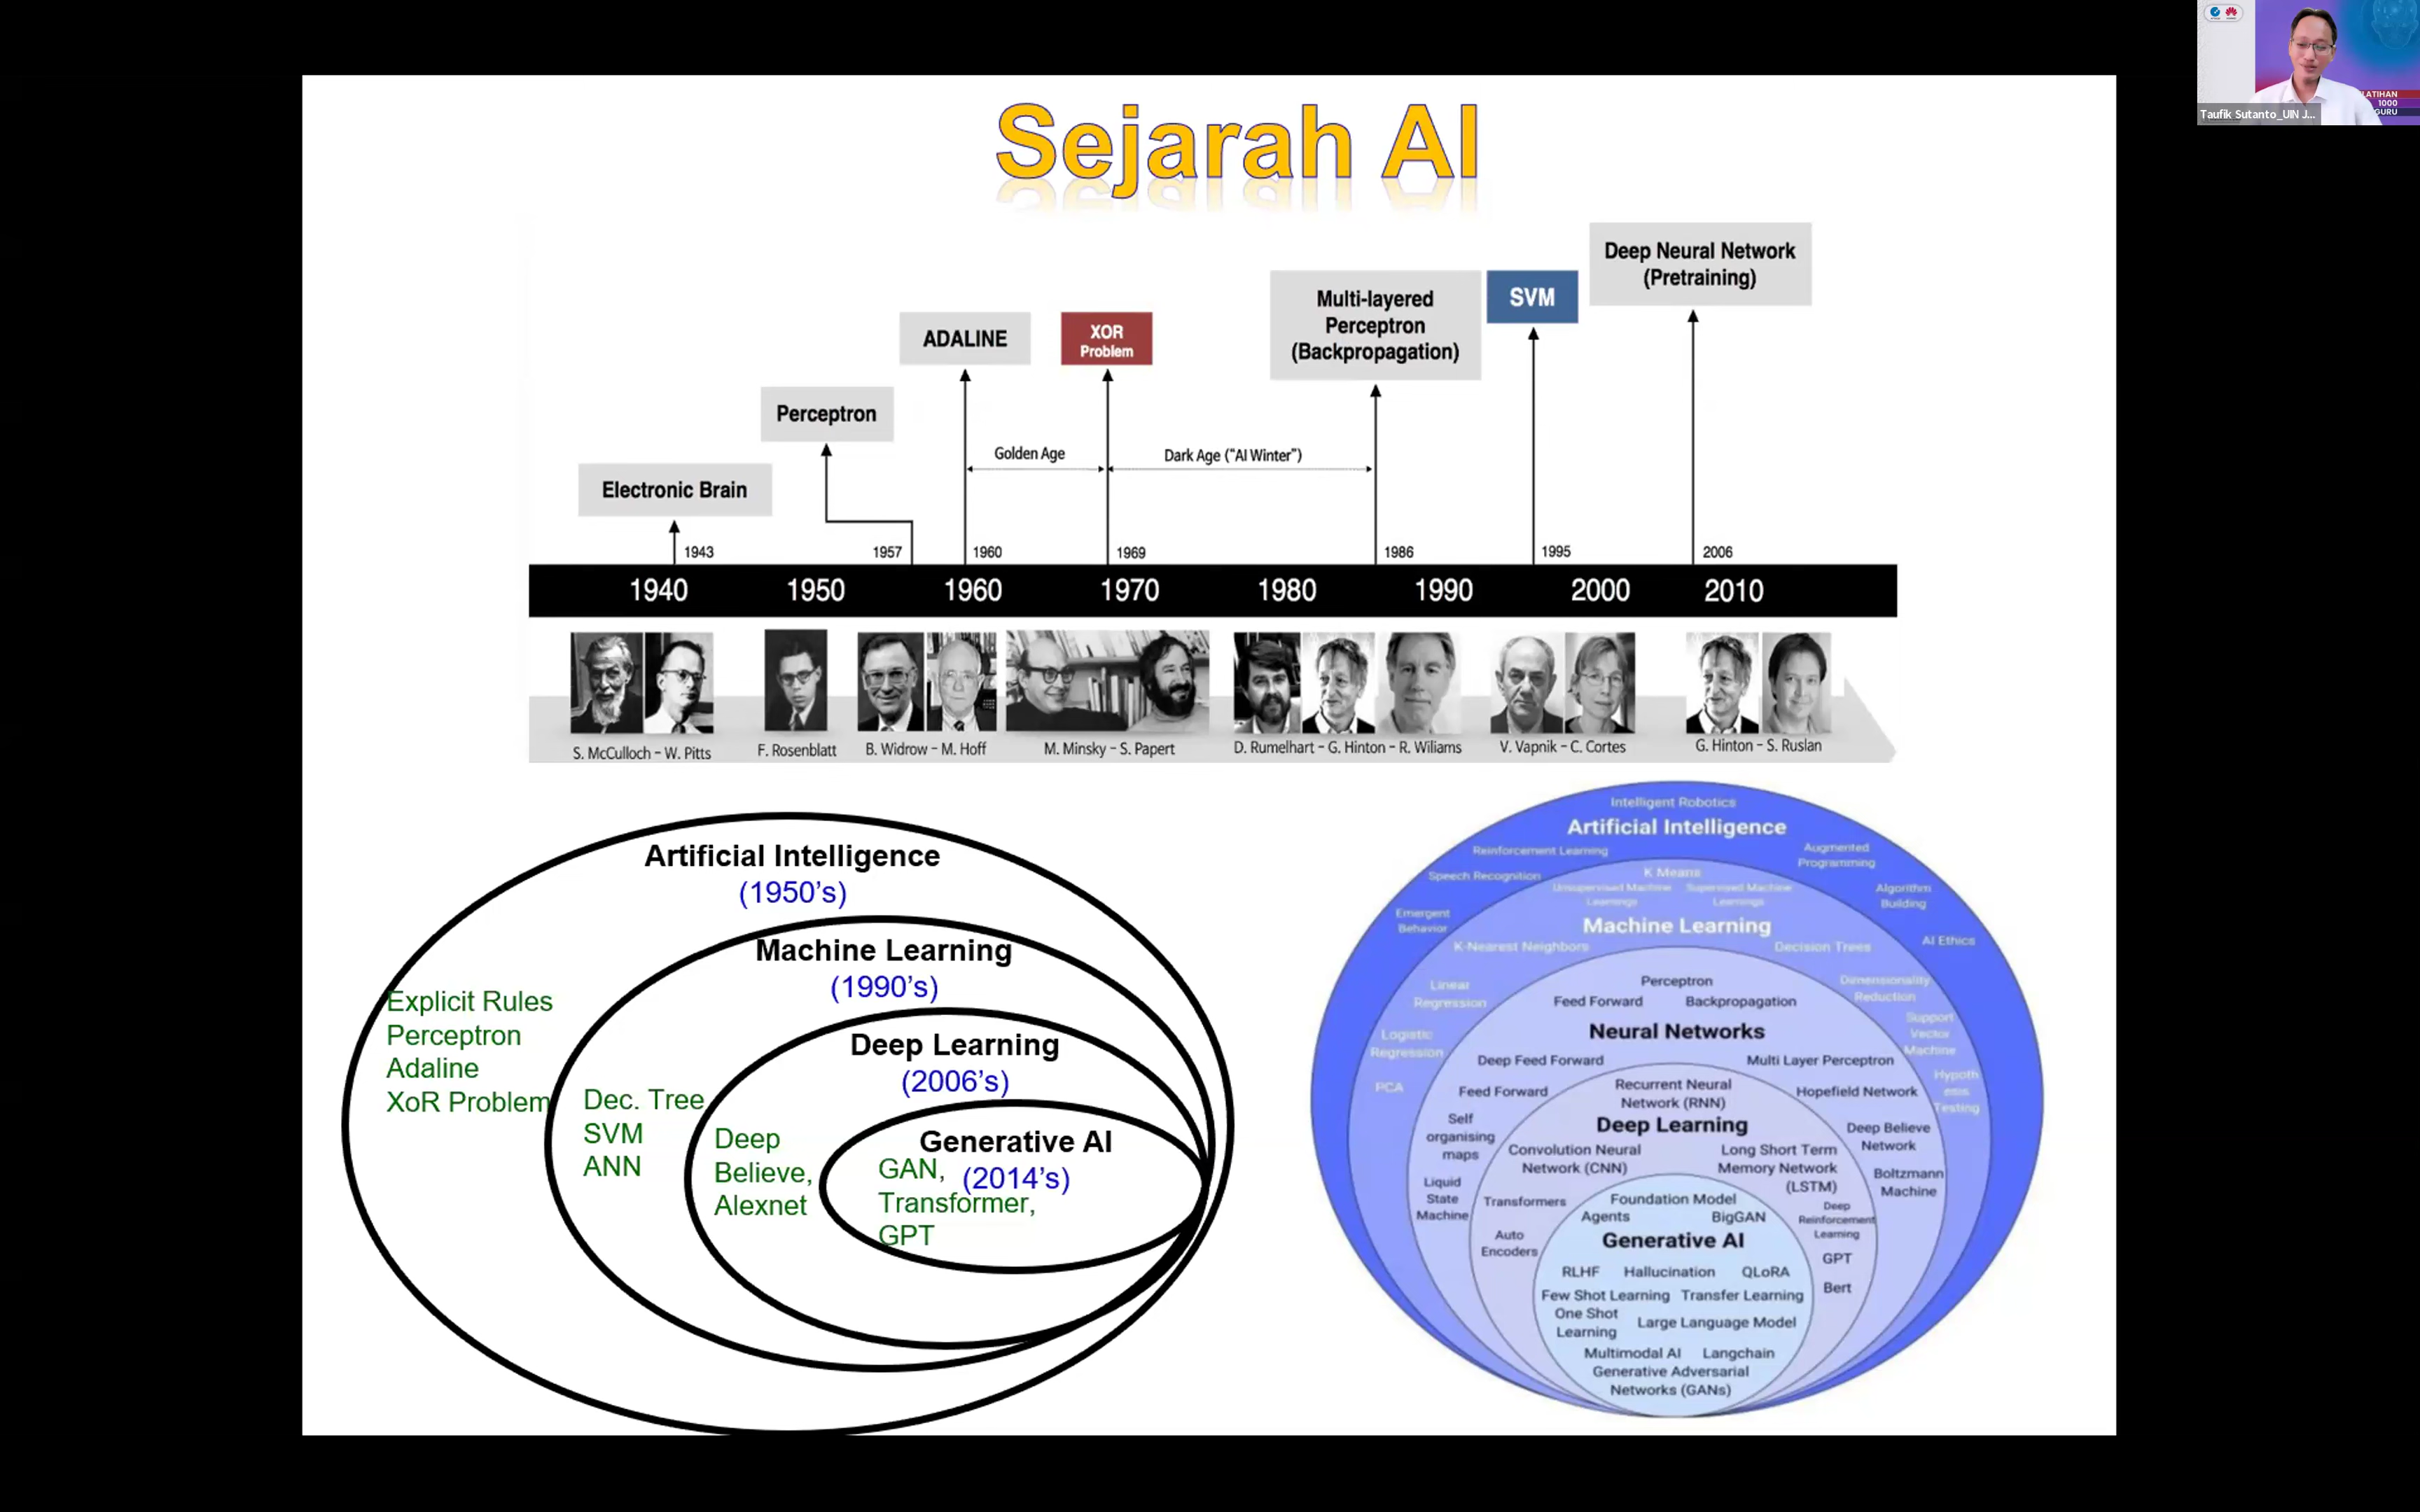 Sejarah AI
Deep Neural Network
(Pretraining)
Multi-layered
Perceptron
(Backpropagation)
SVM
ADALINE
XOR
Problem
Perceptron
Golden Age
Dark Age ("AI Winter")
Electronic Brain
1943
1957
1960
1969
1986
1995
2006
1940
1950
1960
1970
1980
1990
2000
2010
S. McCulloch – W. Pitts
F. Rosenblatt
B. Widrow – M. Hoff
M. Minsky – S. Papert
D. Rumelhart – G. Hinton – R. Wiliams
V. Vapnik – C. Cortes
G. Hinton – S. Ruslan
Artificial Intelligence
(1950's)
Machine Learning
(1990's)
Deep Learning
(2006's)
Generative AI
(2014's)
Explicit Rules
Perceptron
Adaline
XoR Problem
Dec. Tree
SVM
ANN
Deep
Believe,
Alexnet
GAN,
Transformer,
GPT
Intelligent Robotics
Artificial Intelligence
Reinforcement Learning
Augmented
Programming
Speech Recognition
Algorithm
Building
Emergent
Behavior
AI Ethics
K Means
Unsupervised Machine
Learnings
Supervised Machine
Learnings
Machine Learning
K-Nearest Neighbors
Decision Trees
Linear
Regression
Dimensionality
Reduction
Logistic
Regression
Support
Vector
Machine
PCA
Hypoth
esis
Testing
Perceptron
Feed Forward
Backpropagation
Neural Networks
Deep Feed Forward
Multi Layer Perceptron
Feed Forward
Hopefield Network
Self
organising
maps
Deep Believe
Network
Liquid
State
Machine
Boltzmann
Machine
Recurrent Neural
Network (RNN)
Deep Learning
Convolution Neural
Network (CNN)
Long Short Term
Memory Network
(LSTM)
Transformers
Deep
Reinforcement
Learning
Auto
Encoders
GPT
Bert
Foundation Model
Agents
BigGAN
Generative AI
RLHF
Hallucination
QLoRA
Few Shot Learning
Transfer Learning
One Shot
Learning
Large Language Model
Multimodal AI
Langchain
Generative Adversarial
Networks (GANs)
LATIHAN
1000
GURU
Taufik Sutanto_UIN J...